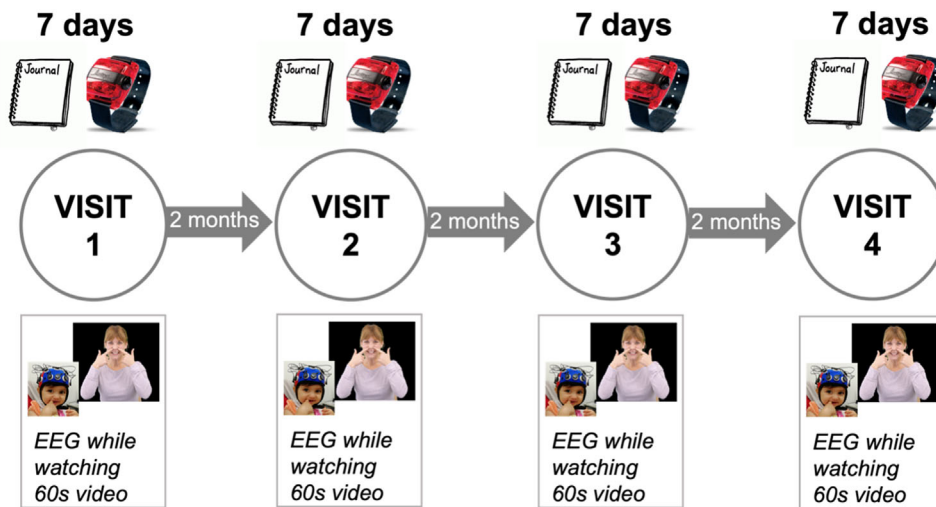 7 days
7 days
7 days
7 days
Journal
Journal
Journal
Journal
VISIT
1
2 months
VISIT
2
2 months
VISIT
3
2 months
VISIT
4
EEG while
watching
60s video
EEG while
watching
60s video
EEG while
watching
60s video
EEG while
watching
60s video